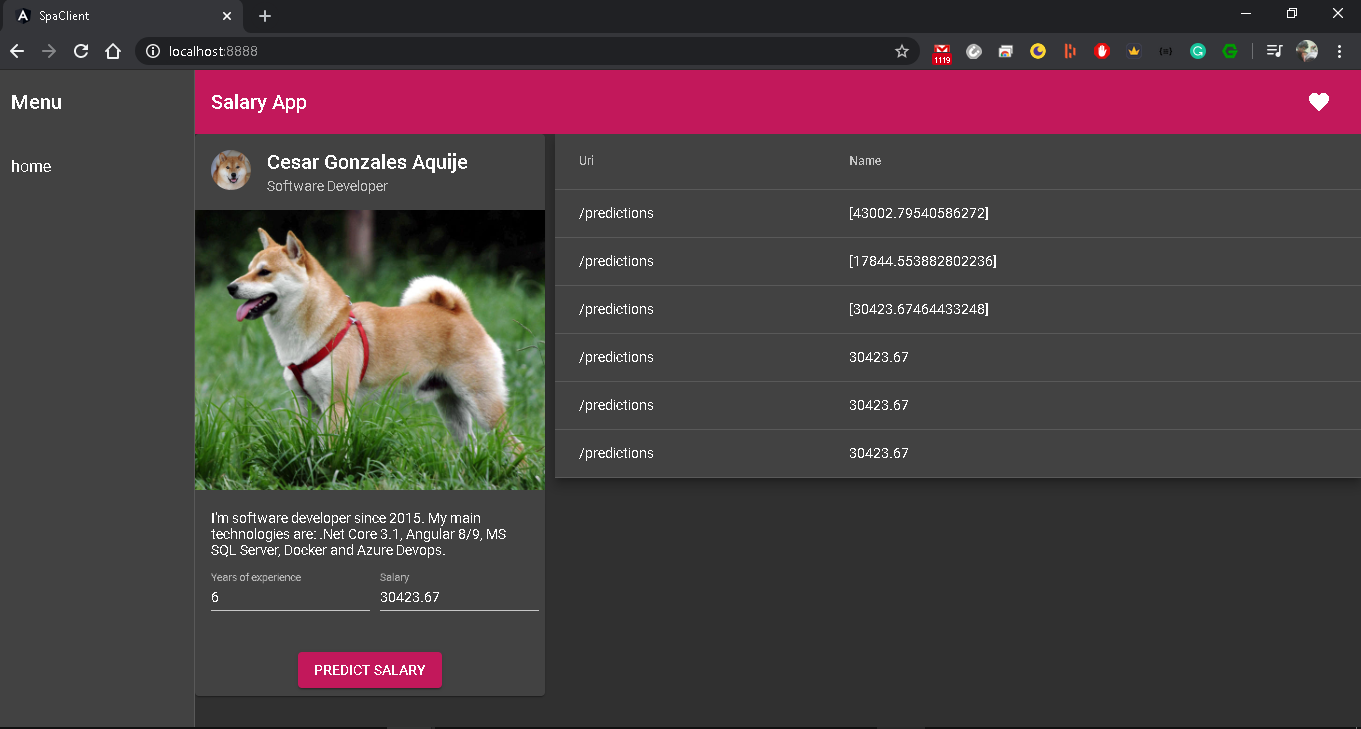 SpaClient
localhost:8888
1119
Menu
Salary App
home
Cesar Gonzales Aquije
Software Developer
I'm software developer since 2015. My main
technologies are: .Net Core 3.1, Angular 8/9, MS
SQL Server, Docker and Azure Devops.
Years of experience Salary
6 30423.67
PREDICT SALARY
Uri Name
/predictions [43002.79540586272]
/predictions [17844.553882802236]
/predictions [30423.67464433248]
/predictions 30423.67
/predictions 30423.67
/predictions 30423.67